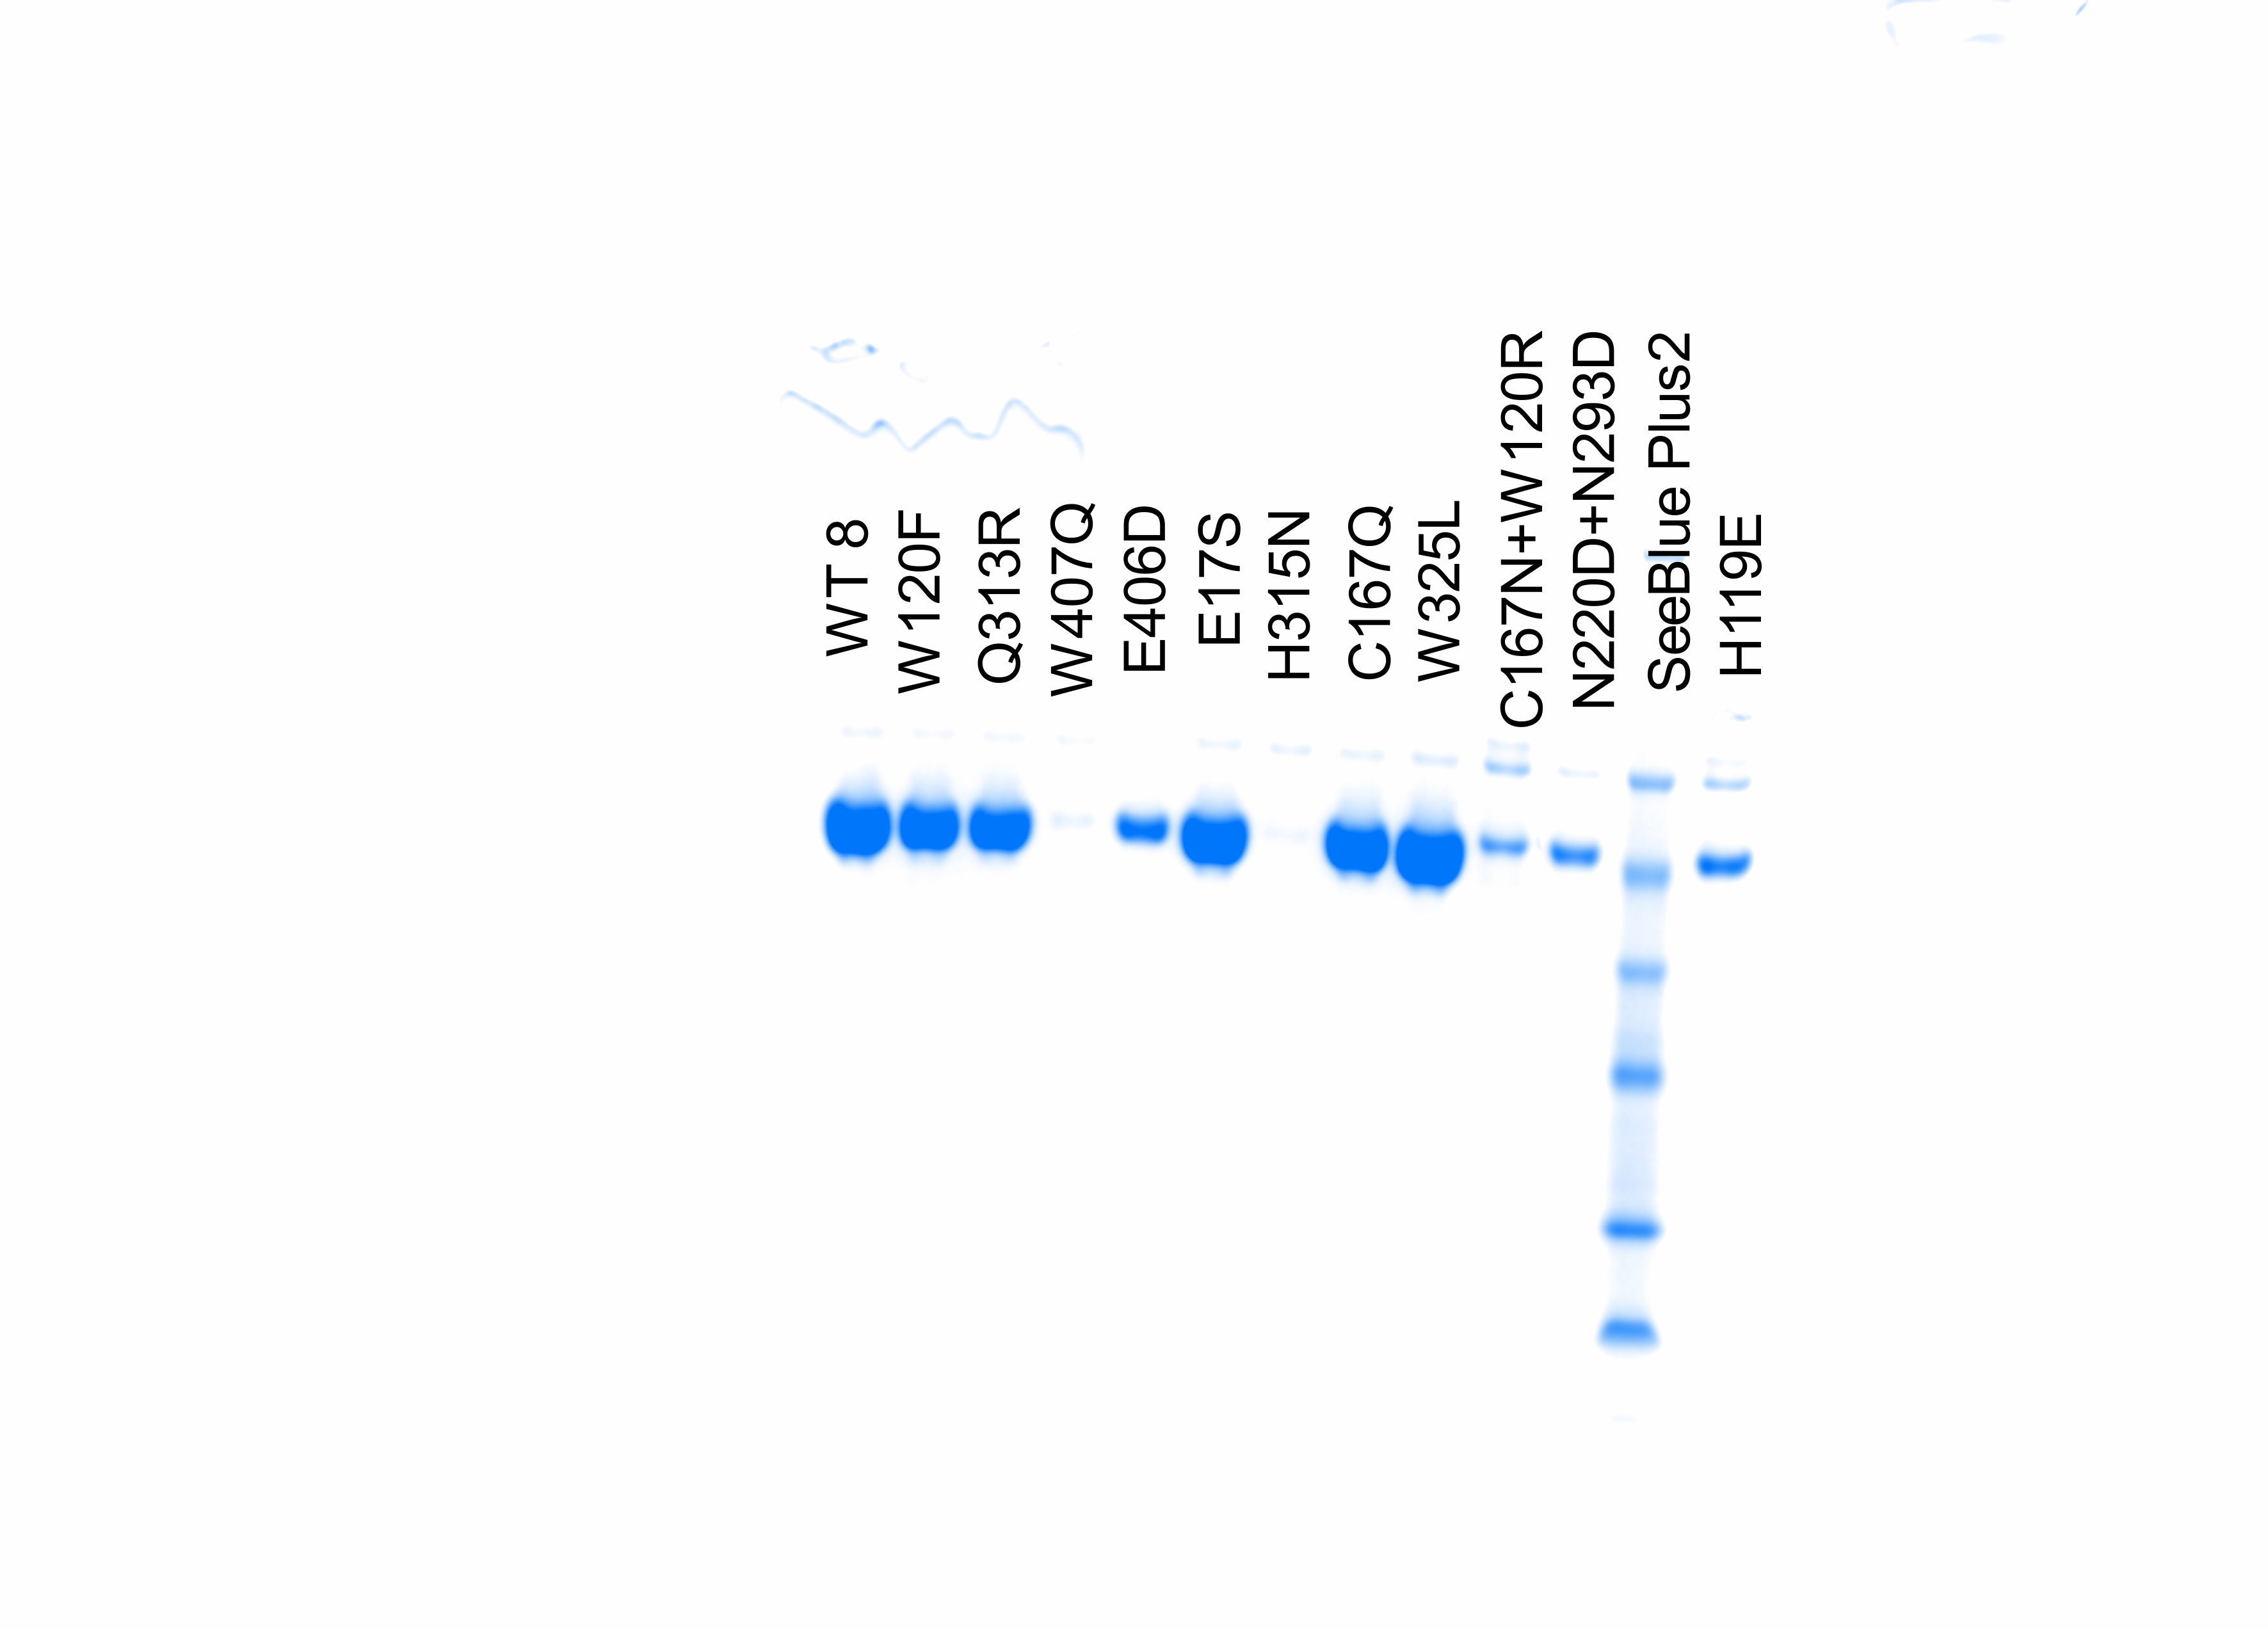 WT 8
W120F
Q313R
W407Q
E406D
E17S
H315N
C167Q
W325L
C167N+W120R
N220D+N293D
SeeBlue Plus2
H119E